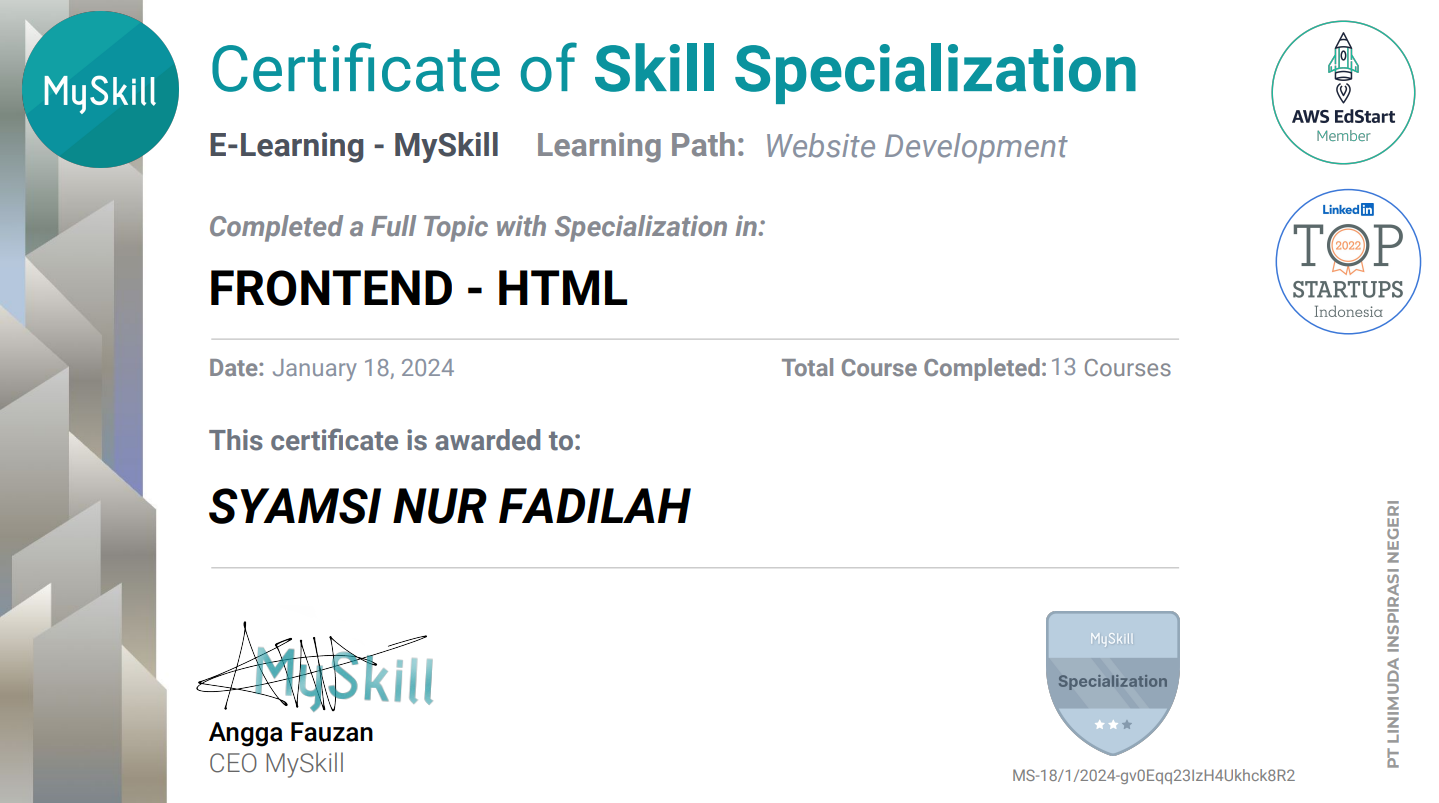 MySkill
Certificate of Skill Specialization
E-Learning - MySkill Learning Path: Website Development
Completed a Full Topic with Specialization in:
FRONTEND - HTML
Date: January 18, 2024
Total Course Completed: 13 Courses
This certificate is awarded to:
SYAMSI NUR FADILAH
MySkill
Angga Fauzan
CEO MySkill
AWS EdStart
Member
Linked in
TOP
2022
STARTUPS
Indonesia
PT LINIMUDA INSPIRASI NEGERI
MySkill
Specialization
MS-18/1/2024-gv0Eqq23IzH4Ukhck8R2